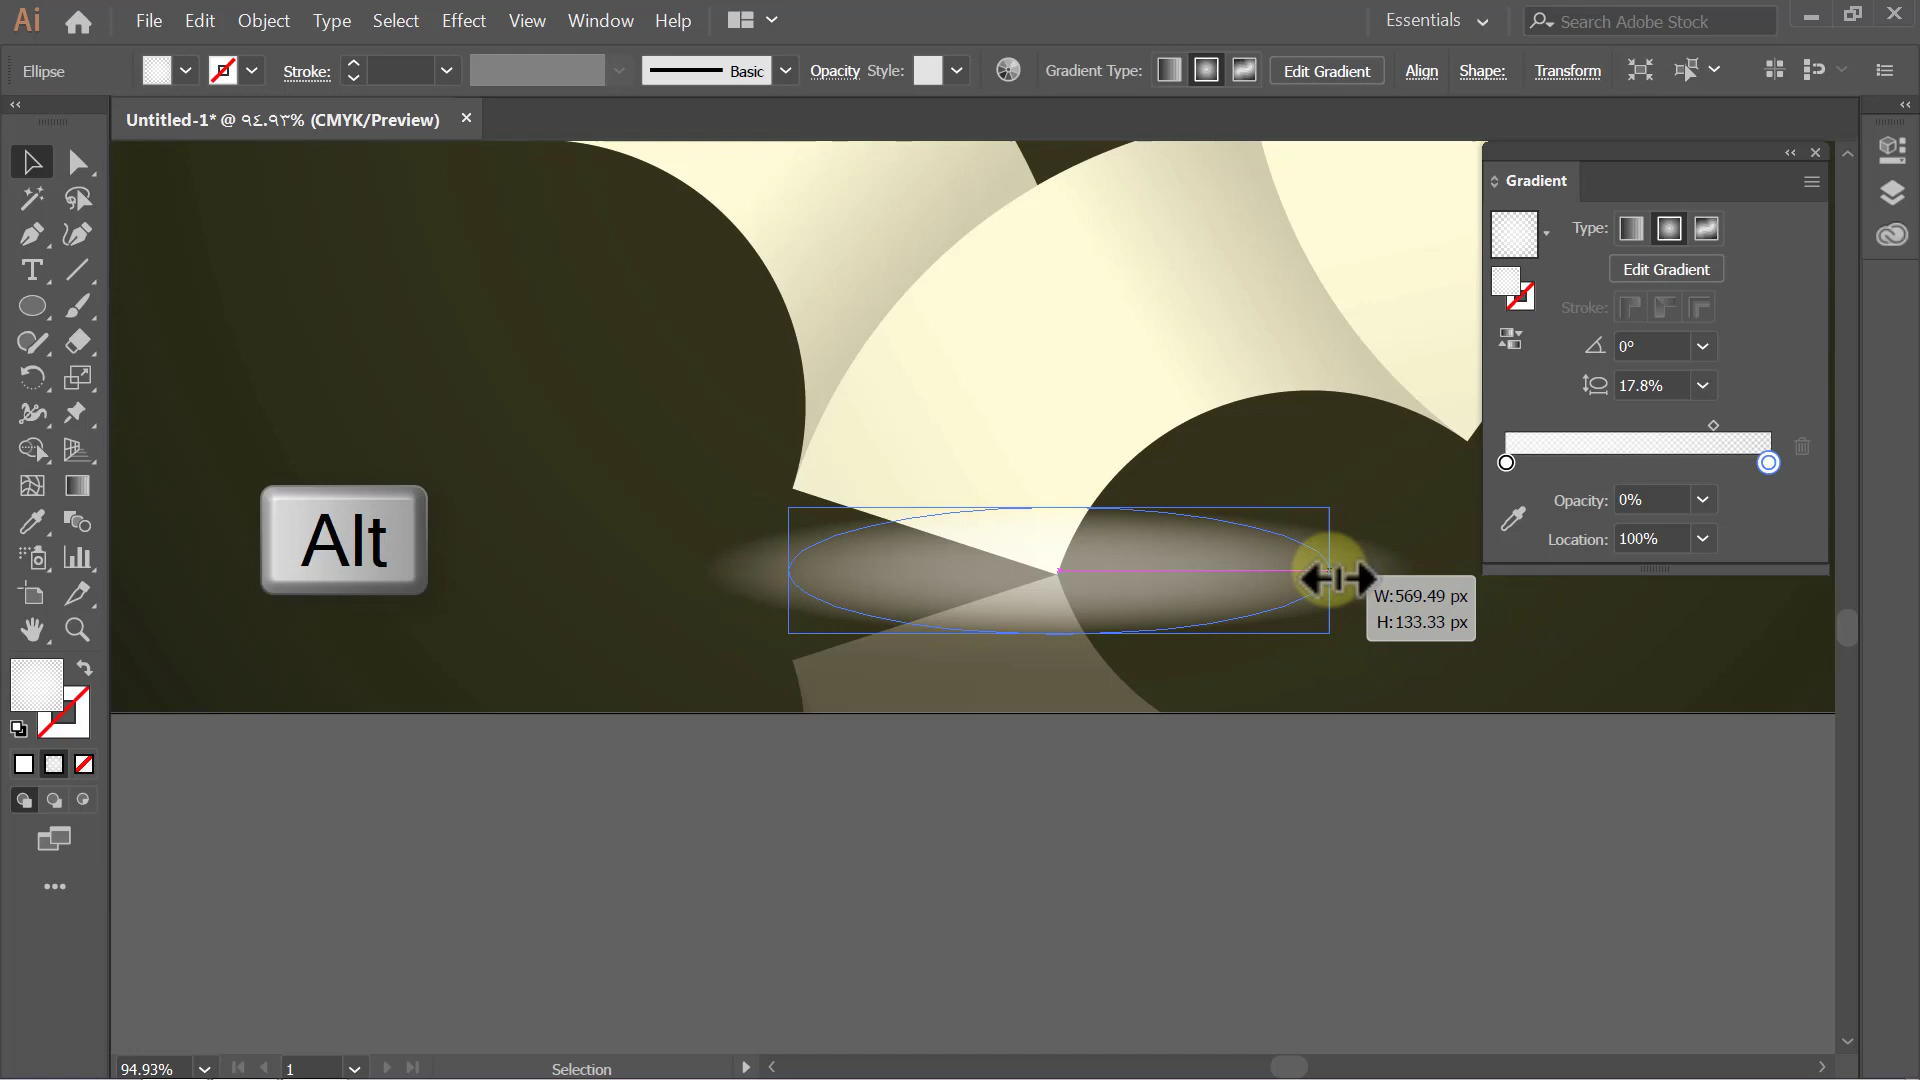 Ai File Edit Object Type Select Effect View Window Help Essentials Search Adobe Stock
Ellipse Stroke: Basic Opacity Style: Gradient Type: Edit Gradient Align Shape: Transform
Untitled-1* @ ٩٤.٩٣% (CMYK/Preview)
Gradient
Type:
Edit Gradient
Stroke:
0°
17.8%
Opacity: 0%
Location: 100%
Alt
W:569.49 px
H:133.33 px
94.93% 1 Selection